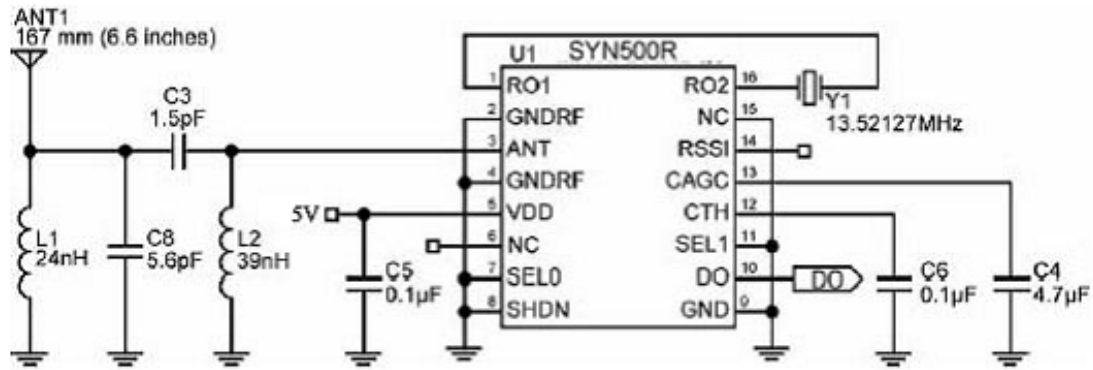 ANT1
167 mm (6.6 inches)
U1 SYN500R
C3
1.5pF
L1
24nH
C8
5.6pF
L2
39nH
5V
C5
0.1µF
1 RO1
2 GNDRF
3 ANT
4 GNDRF
5 VDD
6 NC
7 SEL0
8 SHDN
RO2 16
NC 15
RSSI 14
CAGC 13
CTH 12
SEL1 11
DO 10
GND 9
Y1
13.52127MHz
DO
C6
0.1µF
C4
4.7µF